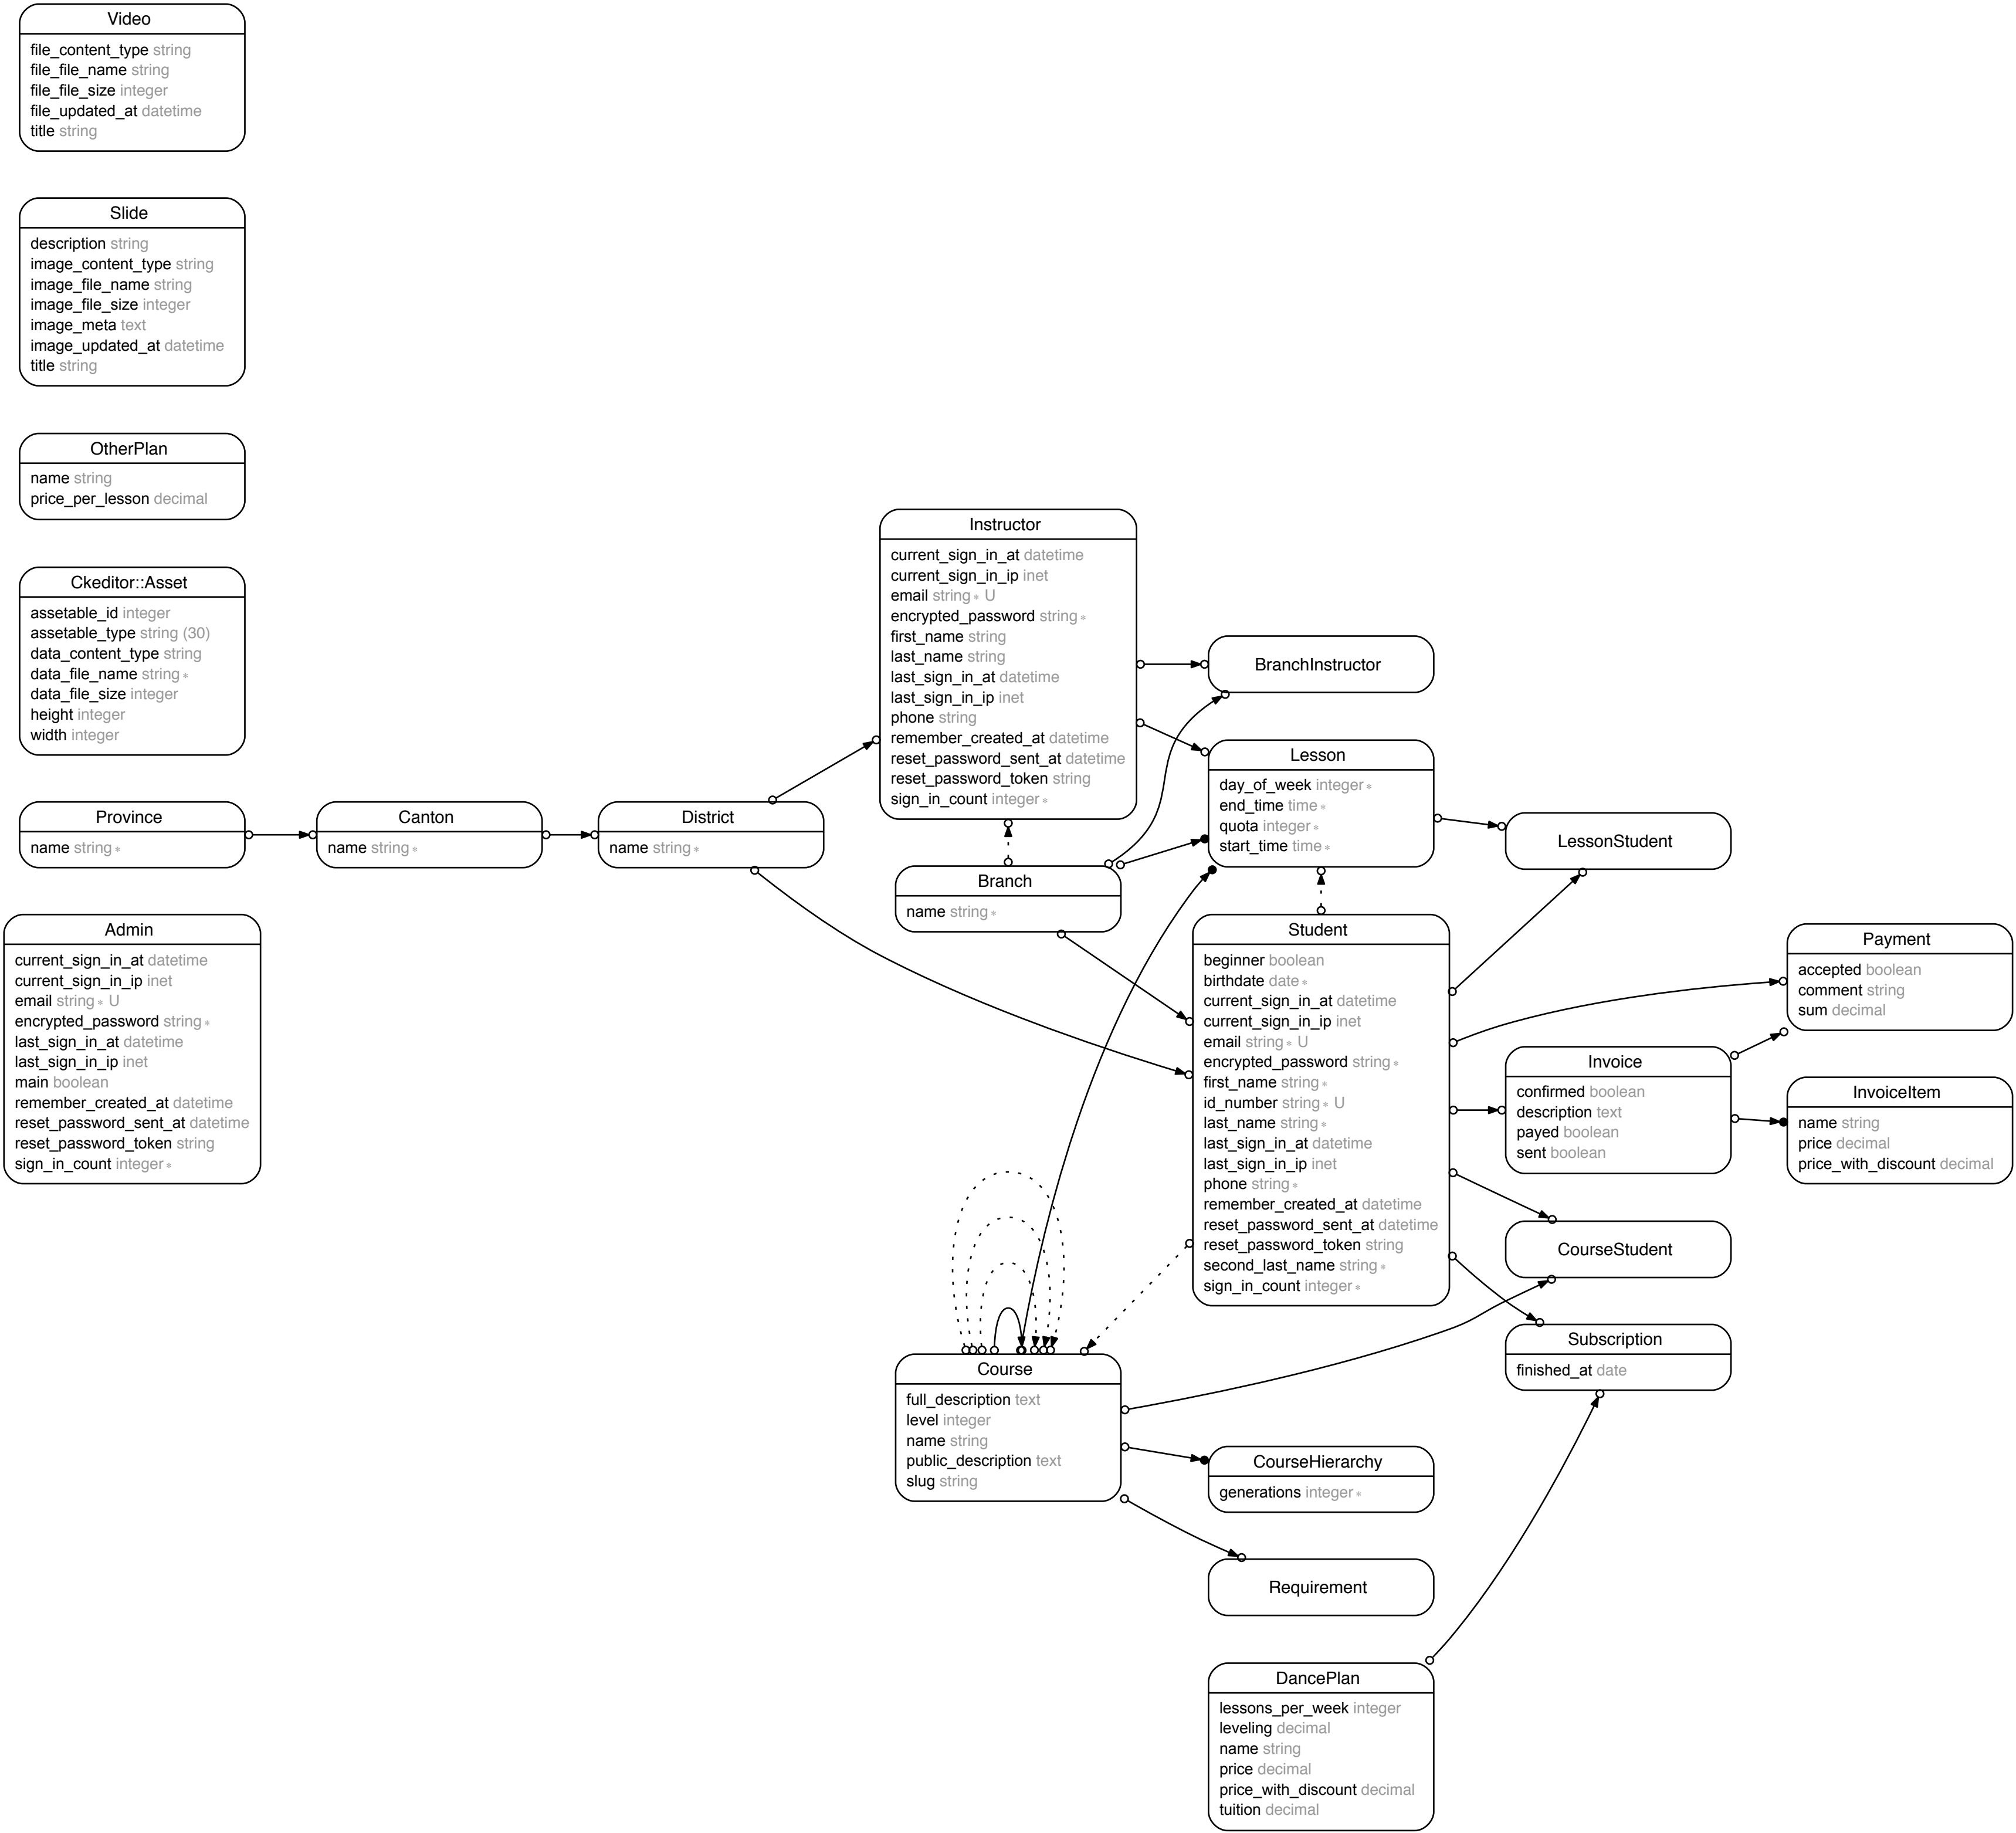 Video
file_content_type string
file_file_name string
file_file_size integer
file_updated_at datetime
title string
Slide
description string
image_content_type string
image_file_name string
image_file_size integer
image_meta text
image_updated_at datetime
title string
OtherPlan
name string
price_per_lesson decimal
Ckeditor::Asset
assetable_id integer
assetable_type string (30)
data_content_type string
data_file_name string ∗
data_file_size integer
height integer
width integer
Province
name string ∗
Canton
name string ∗
District
name string ∗
Admin
current_sign_in_at datetime
current_sign_in_ip inet
email string ∗ U
encrypted_password string ∗
last_sign_in_at datetime
last_sign_in_ip inet
main boolean
remember_created_at datetime
reset_password_sent_at datetime
reset_password_token string
sign_in_count integer ∗
Instructor
current_sign_in_at datetime
current_sign_in_ip inet
email string ∗ U
encrypted_password string ∗
first_name string
last_name string
last_sign_in_at datetime
last_sign_in_ip inet
phone string
remember_created_at datetime
reset_password_sent_at datetime
reset_password_token string
sign_in_count integer ∗
Branch
name string ∗
BranchInstructor
Lesson
day_of_week integer ∗
end_time time ∗
quota integer ∗
start_time time ∗
LessonStudent
Student
beginner boolean
birthdate date ∗
current_sign_in_at datetime
current_sign_in_ip inet
email string ∗ U
encrypted_password string ∗
first_name string ∗
id_number string ∗ U
last_name string ∗
last_sign_in_at datetime
last_sign_in_ip inet
phone string ∗
remember_created_at datetime
reset_password_sent_at datetime
reset_password_token string
second_last_name string ∗
sign_in_count integer ∗
Payment
accepted boolean
comment string
sum decimal
Invoice
confirmed boolean
description text
payed boolean
sent boolean
InvoiceItem
name string
price decimal
price_with_discount decimal
CourseStudent
Subscription
finished_at date
Course
full_description text
level integer
name string
public_description text
slug string
CourseHierarchy
generations integer ∗
Requirement
DancePlan
lessons_per_week integer
leveling decimal
name string
price decimal
price_with_discount decimal
tuition decimal